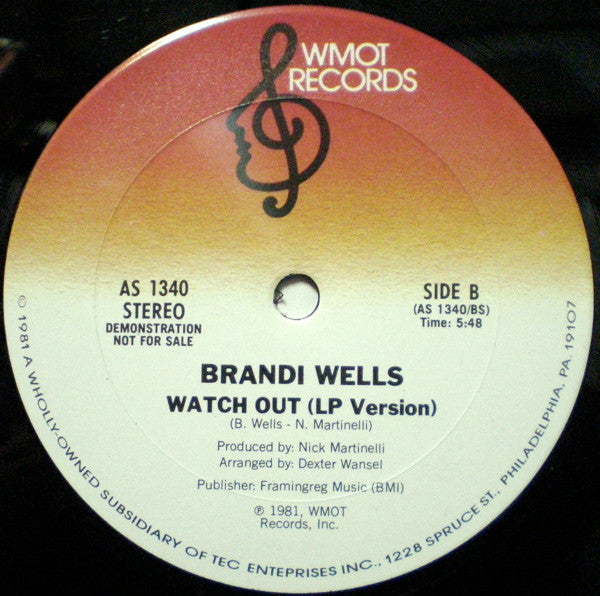 WMOT
RECORDS
AS 1340
STEREO
DEMONSTRATION
NOT FOR SALE
SIDE B
(AS 1340/BS)
Time: 5:48
BRANDI WELLS
WATCH OUT (LP Version)
(B. Wells - N. Martinelli)
Produced by: Nick Martinelli
Arranged by: Dexter Wansel
Publisher: Framingreg Music (BMI)
℗ 1981, WMOT
Records, Inc.
© 1981 A WHOLLY-OWNED SUBSIDIARY OF TEC ENTEPRISES INC., 1228 SPRUCE ST., PHILADELPHIA, PA. 19107